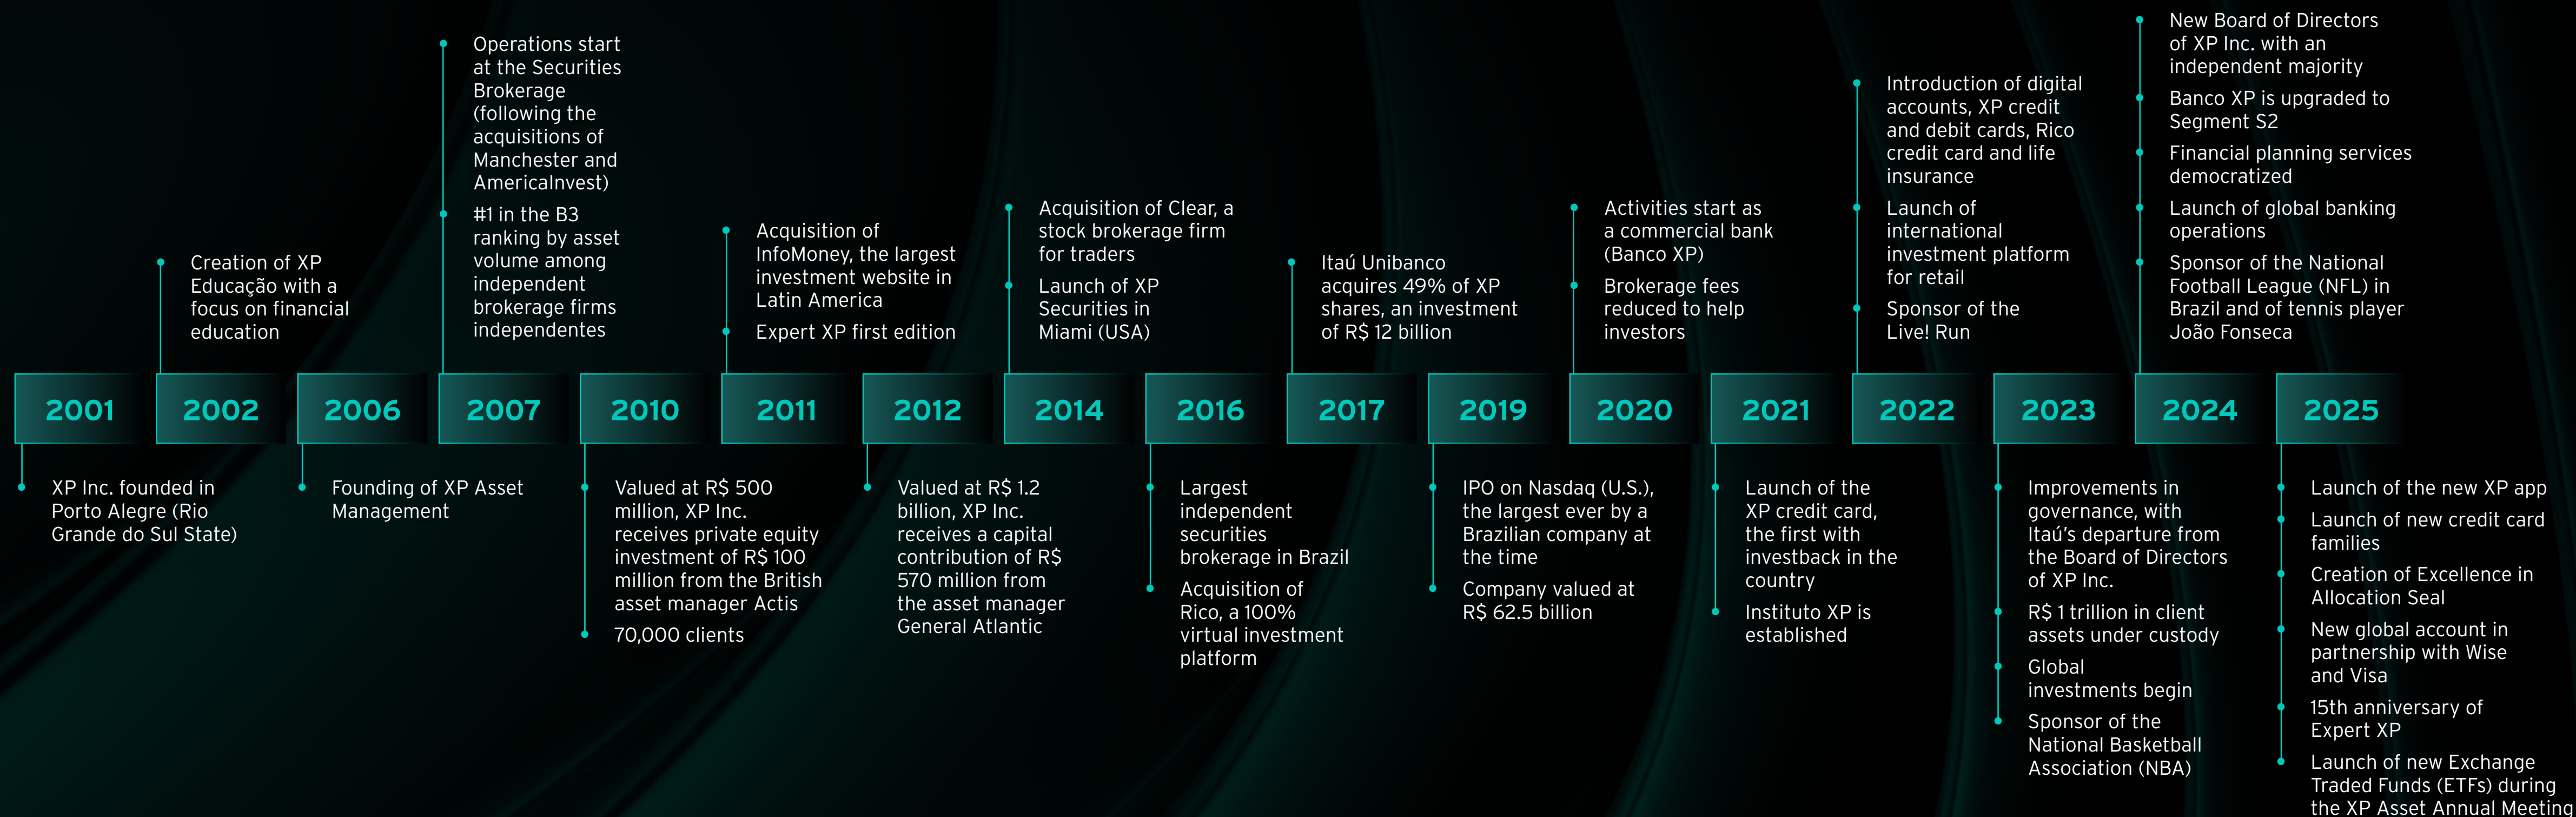 2001
XP Inc. founded in
Porto Alegre (Rio
Grande do Sul State)
2002
Creation of XP
Educação with a
focus on financial
education
2006
Founding of XP Asset
Management
2007
Operations start
at the Securities
Brokerage
(following the
acquisitions of
Manchester and
AmericaInvest)
#1 in the B3
ranking by asset
volume among
independent
brokerage firms
independentes
2010
Valued at R$ 500
million, XP Inc.
receives private equity
investment of R$ 100
million from the British
asset manager Actis
70,000 clients
2011
Acquisition of
InfoMoney, the largest
investment website in
Latin America
Expert XP first edition
2012
Valued at R$ 1.2
billion, XP Inc.
receives a capital
contribution of R$
570 million from
the asset manager
General Atlantic
2014
Acquisition of Clear, a
stock brokerage firm
for traders
Launch of XP
Securities in
Miami (USA)
2016
Largest
independent
securities
brokerage in Brazil
Acquisition of
Rico, a 100%
virtual investment
platform
2017
Itaú Unibanco
acquires 49% of XP
shares, an investment
of R$ 12 billion
2019
IPO on Nasdaq (U.S.),
the largest ever by a
Brazilian company at
the time
Company valued at
R$ 62.5 billion
2020
Activities start as
a commercial bank
(Banco XP)
Brokerage fees
reduced to help
investors
2021
Launch of the
XP credit card,
the first with
investback in the
country
Instituto XP is
established
2022
Introduction of digital
accounts, XP credit
and debit cards, Rico
credit card and life
insurance
Launch of
international
investment platform
for retail
Sponsor of the
Live! Run
2023
Improvements in
governance, with
Itaú’s departure from
the Board of Directors
of XP Inc.
R$ 1 trillion in client
assets under custody
Global
investments begin
Sponsor of the
National Basketball
Association (NBA)
2024
New Board of Directors
of XP Inc. with an
independent majority
Banco XP is upgraded to
Segment S2
Financial planning services
democratized
Launch of global banking
operations
Sponsor of the National
Football League (NFL) in
Brazil and of tennis player
João Fonseca
2025
Launch of the new XP app
Launch of new credit card
families
Creation of Excellence in
Allocation Seal
New global account in
partnership with Wise
and Visa
15th anniversary of
Expert XP
Launch of new Exchange
Traded Funds (ETFs) during
the XP Asset Annual Meeting